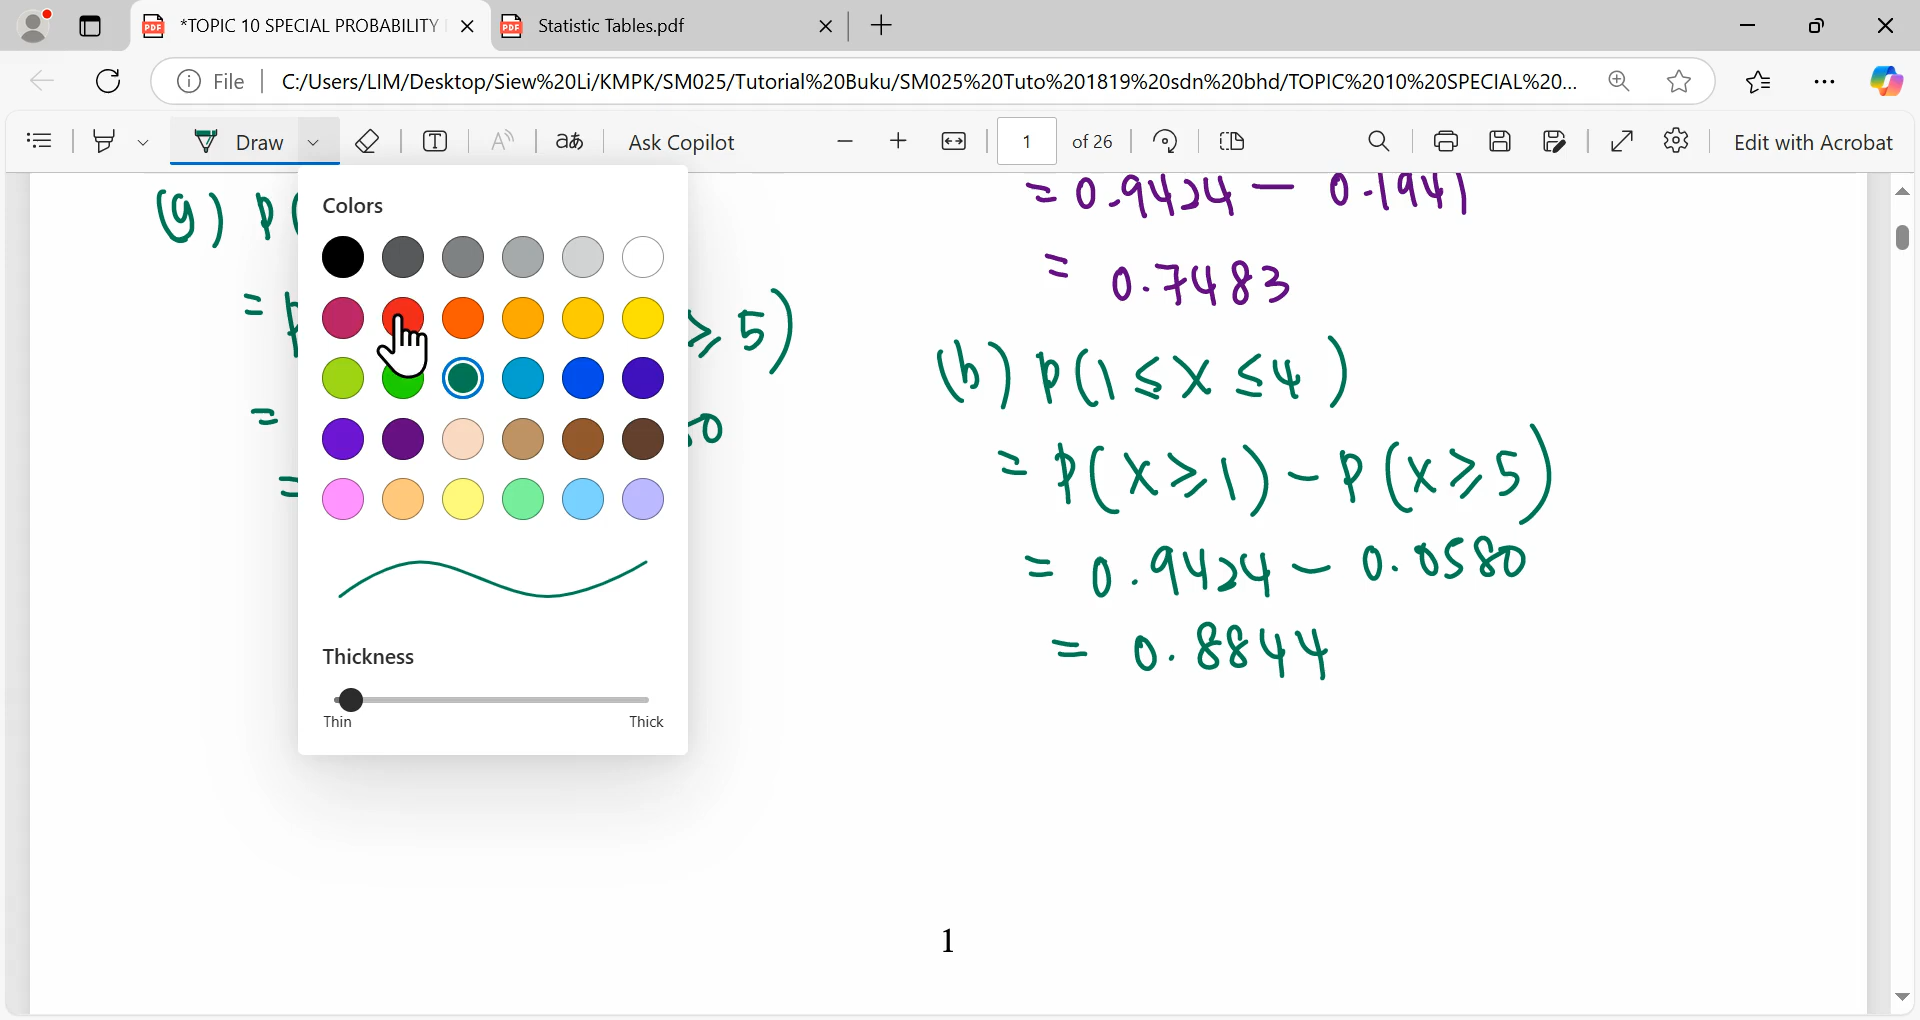 *TOPIC 10 SPECIAL PROBABILITY
Statistic Tables.pdf
File
C:/Users/LIM/Desktop/Siew%20Li/KMPK/SM025/Tutorial%20Buku/SM025%20Tuto%201819%20sdn%20bhd/TOPIC%2010%20SPECIAL%20...
Draw
Ask Copilot
1 of 26
Edit with Acrobat
Colors
Thickness
Thin Thick
(g) P(
= P
≥ 5)
=
50
=
= 0.9424 - 0.1941
= 0.7483
(h) P(1 ≤ X ≤ 4)
= P(X ≥ 1) - P(X ≥ 5)
= 0.9424 - 0.0580
= 0.8844
1